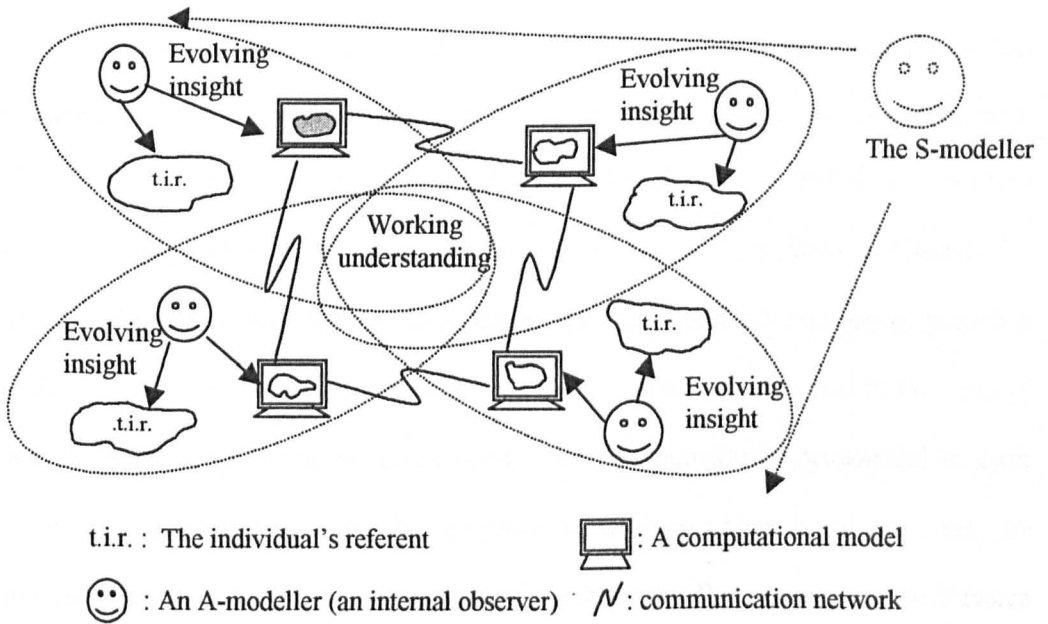 Evolving
insight
t.i.r.
Evolving
insight
t.i.r.
The S-modeller
Working
understanding
Evolving
insight
.t.i.r.
t.i.r.
Evolving
insight
t.i.r. : The individual's referent
: A computational model
: An A-modeller (an internal observer)
: communication network